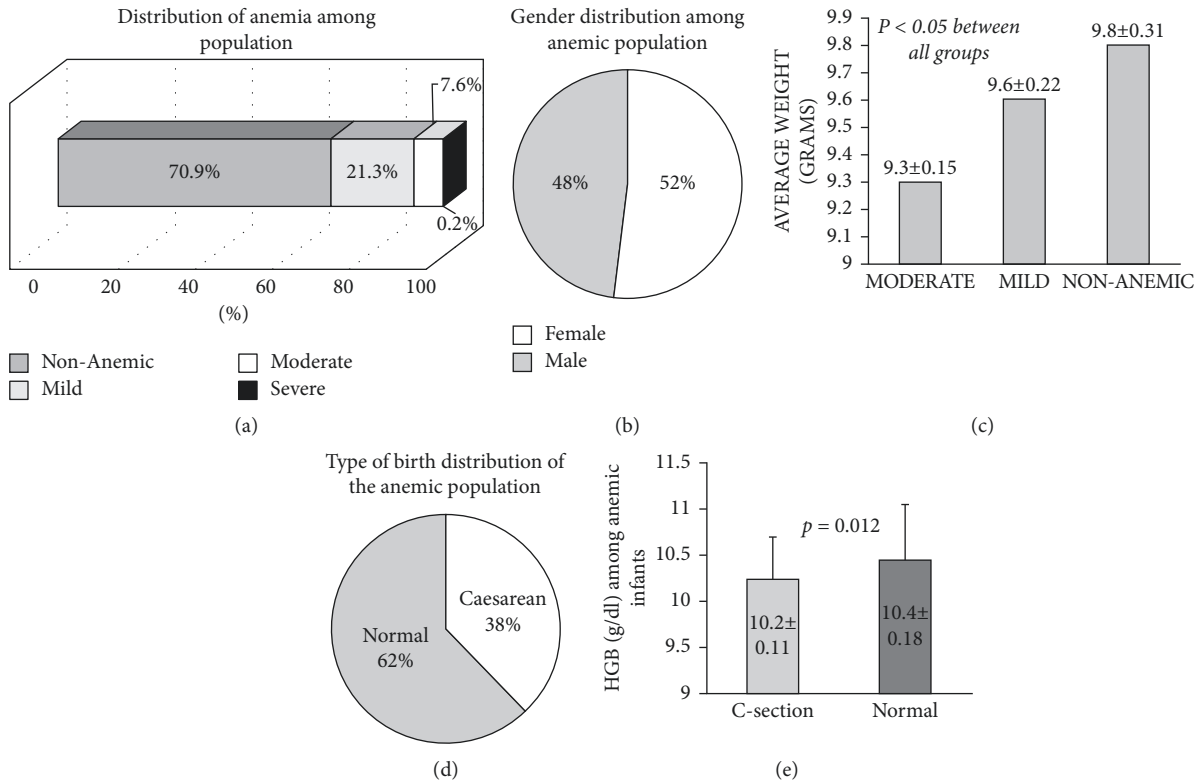 Distribution of anemia among
population
7.6%
70.9%
21.3%
0.2%
0
20
40
60
80
100
(%)
Non-Anemic
Mild
Moderate
Severe
(a)
Gender distribution among
anemic population
48%
52%
Female
Male
(b)
9.9
9.8
9.7
9.6
9.5
9.4
9.3
9.2
9.1
9
AVERAGE WEIGHT
(GRAMS)
P < 0.05 between
all groups
9.3±0.15
9.6±0.22
9.8±0.31
MODERATE
MILD
NON-ANEMIC
(c)
Type of birth distribution of
the anemic population
Normal
62%
Caesarean
38%
(d)
HGB (g/dl) among anemic
infants
11.5
11
10.5
10
9.5
9
p = 0.012
10.2±
0.11
10.4±
0.18
C-section
Normal
(e)